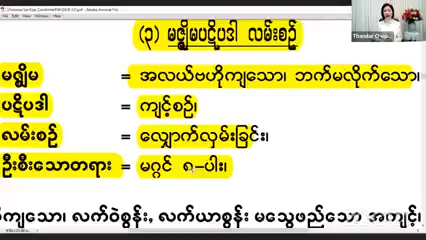 (၃) မဇ္ဈိမပဋိပဒါ လမ်းစဉ်
မဇ္ဈိမ = အလယ်ဗဟိုကျသော၊ ဘက်မလိုက်သော၊
ပဋိပဒါ = ကျင့်စဉ်၊
လမ်းစဉ် = လျှောက်လှမ်းခြင်း၊
ဦးစီးသောတရား = မဂ္ဂင် ၈-ပါး၊
ကျသော၊ လက်ဝဲစွန်း, လက်ယာစွန်း မသွေဖည်သော အကျင့်၊